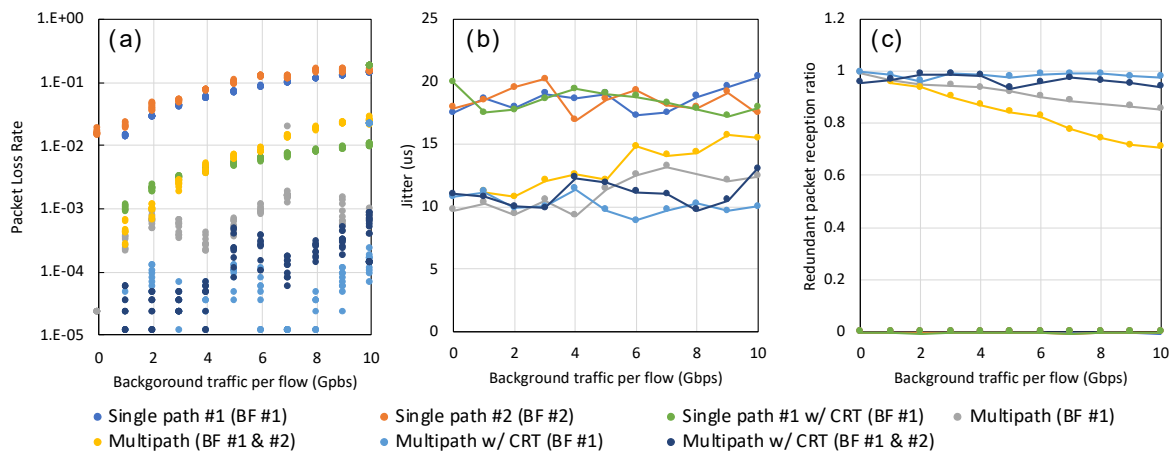 (a)
Packet Loss Rate
1.E+00
1.E-01
1.E-02
1.E-03
1.E-04
1.E-05
0 2 4 6 8 10
Background traffic per flow (Gpbs)
(b)
Jitter (us)
25
20
15
10
5
0
0 2 4 6 8 10
Background traffic per flow (Gbps)
(c)
Redundant packet reception ratio
1
0.8
0.6
0.4
0.2
0
0 2 4 6 8 10
Background traffic per flow (Gbps)
Single path #1 (BF #1) Single path #2 (BF #2) Single path #1 w/ CRT (BF #1) Multipath (BF #1)
Multipath (BF #1 & #2) Multipath w/ CRT (BF #1) Multipath w/ CRT (BF #1 & #2)